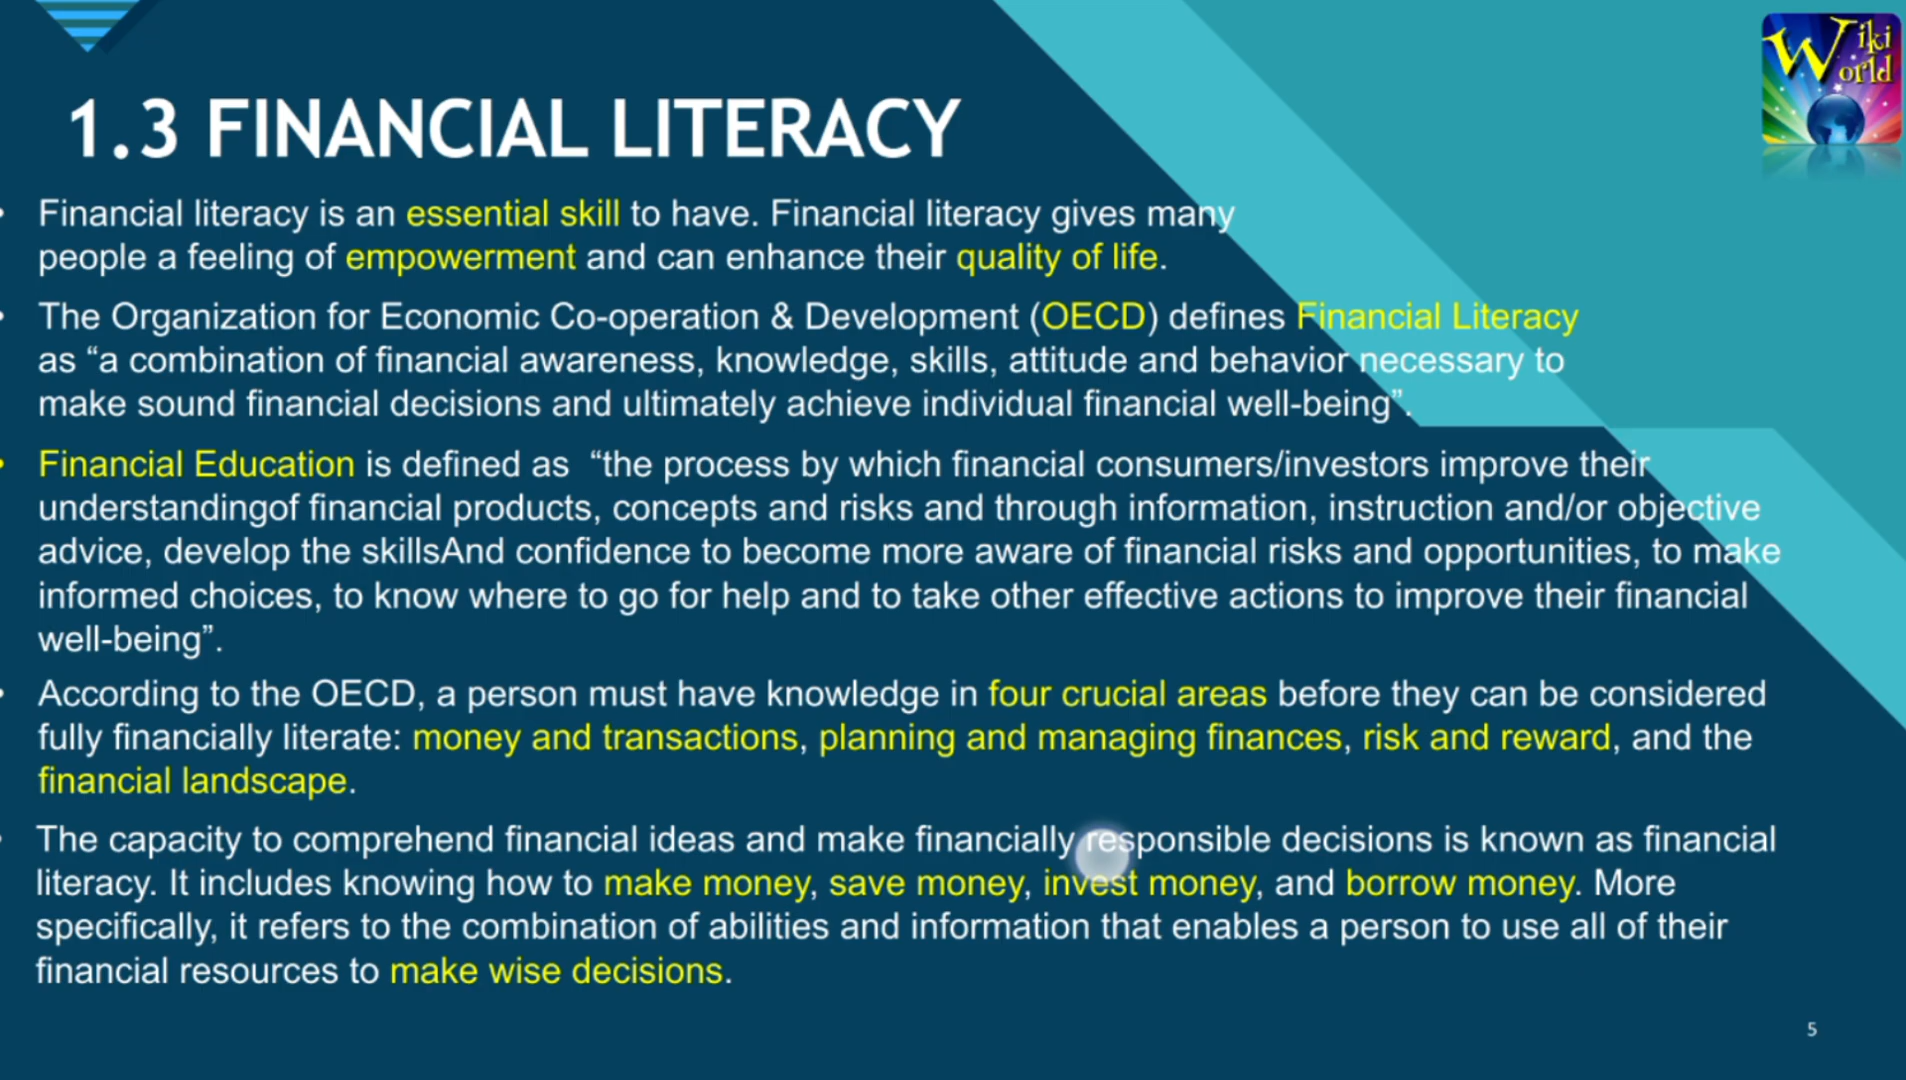 Wiki
World
1.3 FINANCIAL LITERACY
• Financial literacy is an essential skill to have. Financial literacy gives many
people a feeling of empowerment and can enhance their quality of life.
• The Organization for Economic Co-operation & Development (OECD) defines Financial Literacy
as “a combination of financial awareness, knowledge, skills, attitude and behavior necessary to
make sound financial decisions and ultimately achieve individual financial well-being”.
• Financial Education is defined as “the process by which financial consumers/investors improve their
understandingof financial products, concepts and risks and through information, instruction and/or objective
advice, develop the skillsAnd confidence to become more aware of financial risks and opportunities, to make
informed choices, to know where to go for help and to take other effective actions to improve their financial
well-being”.
• According to the OECD, a person must have knowledge in four crucial areas before they can be considered
fully financially literate: money and transactions, planning and managing finances, risk and reward, and the
financial landscape.
• The capacity to comprehend financial ideas and make financially responsible decisions is known as financial
literacy. It includes knowing how to make money, save money, invest money, and borrow money. More
specifically, it refers to the combination of abilities and information that enables a person to use all of their
financial resources to make wise decisions.
5